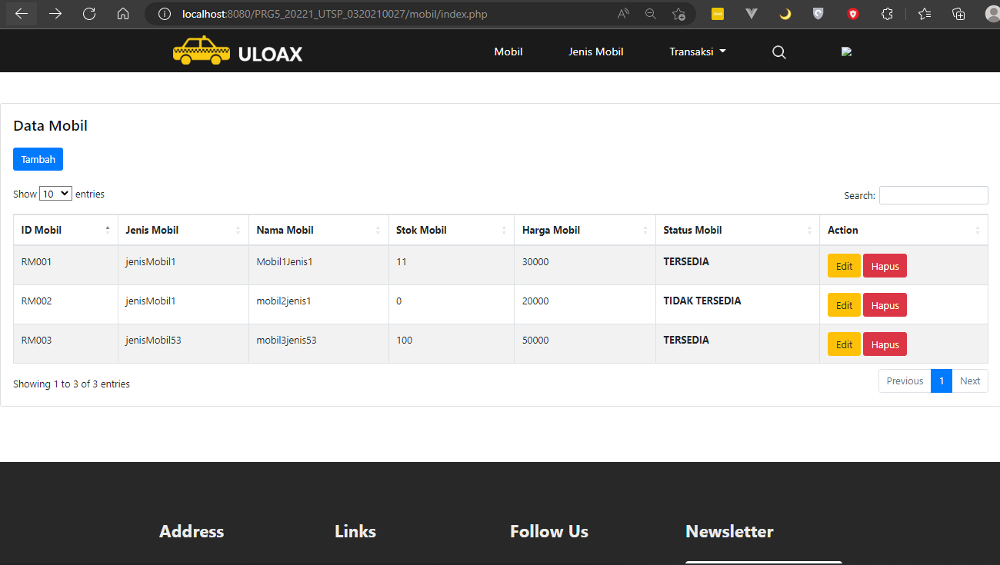 localhost:8080/PRG5_20221_UTSP_0320210027/mobil/index.php
ULOAX Mobil Jenis Mobil Transaksi
Data Mobil
Tambah
Show 10 entries Search:
ID Mobil Jenis Mobil Nama Mobil Stok Mobil Harga Mobil Status Mobil Action
RM001 jenisMobil1 Mobil1Jenis1 11 30000 TERSEDIA Edit Hapus
RM002 jenisMobil1 mobil2jenis1 0 20000 TIDAK TERSEDIA Edit Hapus
RM003 jenisMobil53 mobil3jenis53 100 50000 TERSEDIA Edit Hapus
Showing 1 to 3 of 3 entries Previous 1 Next
Address Links Follow Us Newsletter